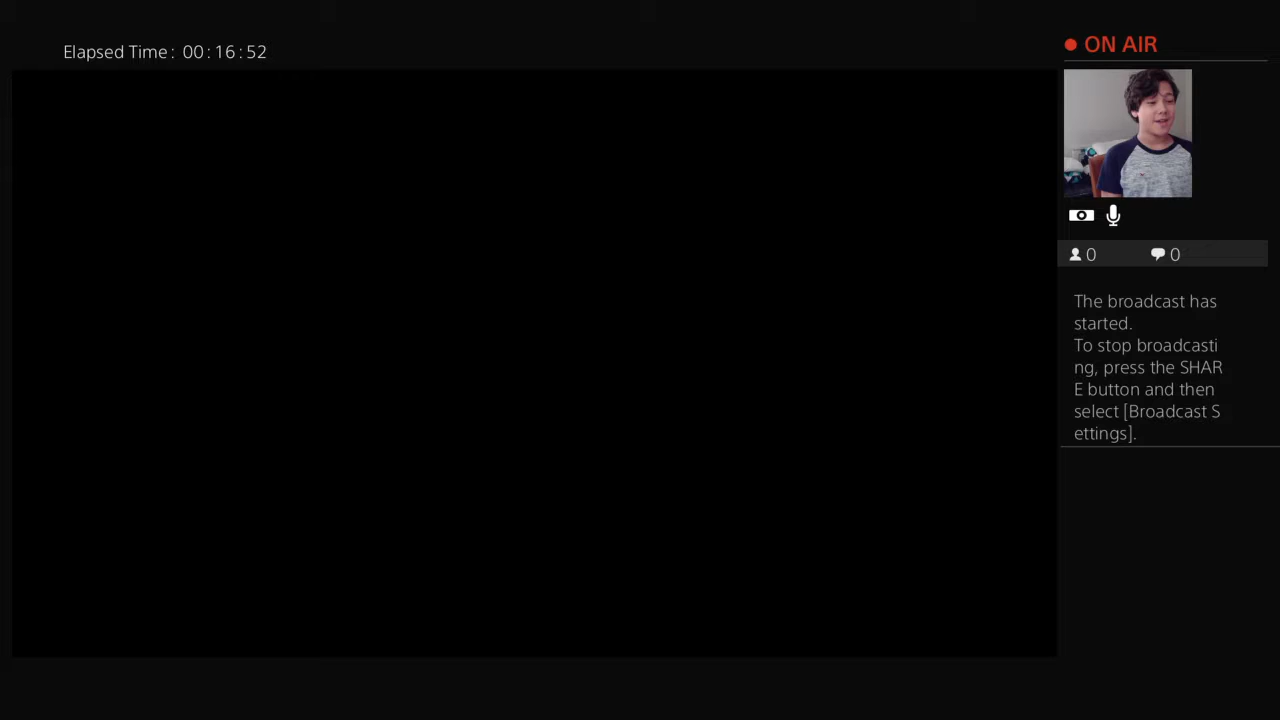 Elapsed Time: 00:16:52
ON AIR
0 0
The broadcast has
started.
To stop broadcasti
ng, press the SHAR
E button and then
select [Broadcast S
ettings].